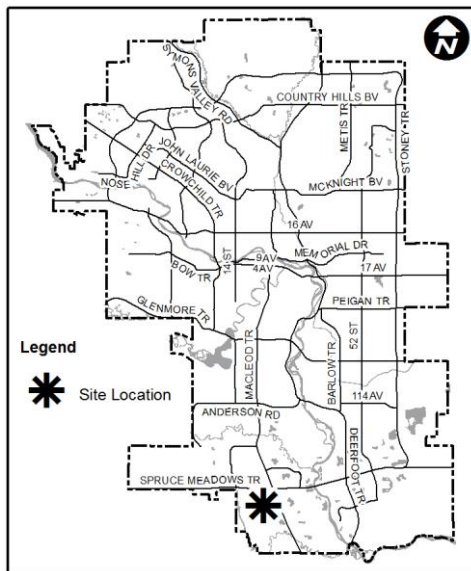 N
SYMONS VALLEY RD
COUNTRY HILLS BV
METIS TR
STONEY TR
NOSE HILL DR
JOHN LAURIE BV
CROWCHILD TR
MCKNIGHT BV
16 AV
14 ST
9 AV
4 AV
MEMORIAL DR
17 AV
BOW TR
PEIGAN TR
GLENMORE TR
52 ST
Legend
Site Location
MACLEOD TR
BARLOW TR
114 AV
ANDERSON RD
DEERFOOT TR
SPRUCE MEADOWS TR